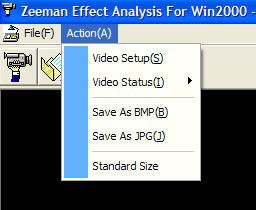 Zeeman Effect Analysis For Win2000 -
File(F) Action(A)
Video Setup(S)
Video Status(I)
Save As BMP(B)
Save As JPG(J)
Standard Size